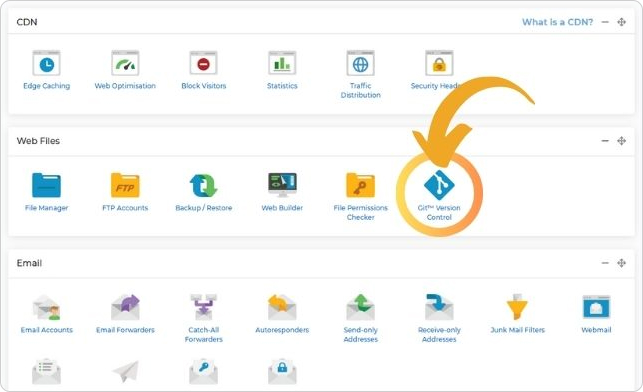 CDN
What is a CDN?
Edge Caching
Web Optimisation
Block Visitors
Statistics
Traffic
Distribution
Security Heade
Web Files
File Manager
FTP
FTP Accounts
Backup / Restore
Web Builder
File Permissions
Checker
Git™ Version
Control
Email
Email Accounts
Email Forwarders
Catch-All
Forwarders
Autoresponders
Send-only
Addresses
Receive-only
Addresses
Junk Mail Filters
Webmail